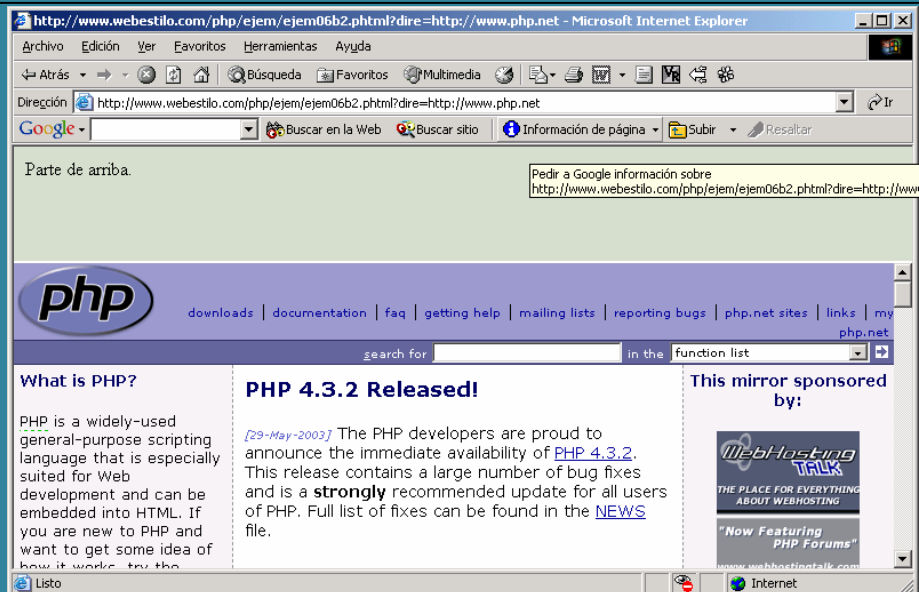 http://www.webestilo.com/php/ejem/ejem06b2.phtml?dire=http://www.php.net - Microsoft Internet Explorer
Archivo Edición Ver Favoritos Herramientas Ayuda
Atrás Búsqueda Favoritos Multimedia
Dirección http://www.webestilo.com/php/ejem/ejem06b2.phtml?dire=http://www.php.net Ir
Google Buscar en la Web Buscar sitio Información de página Subir Resaltar
Parte de arriba.
Pedir a Google información sobre
http://www.webestilo.com/php/ejem/ejem06b2.phtml?dire=http://www
php
downloads | documentation | faq | getting help | mailing lists | reporting bugs | php.net sites | links | my
php.net
search for in the function list
What is PHP?
PHP is a widely-used
general-purpose scripting
language that is especially
suited for Web
development and can be
embedded into HTML. If
you are new to PHP and
want to get some idea of
how it works, try the
PHP 4.3.2 Released!
[29-May-2003] The PHP developers are proud to
announce the immediate availability of PHP 4.3.2.
This release contains a large number of bug fixes
and is a strongly recommended update for all users
of PHP. Full list of fixes can be found in the NEWS
file.
This mirror sponsored
by:
WebHosting
TALK
THE PLACE FOR EVERYTHING
ABOUT WEBHOSTING
"Now Featuring
PHP Forums"
www.webhostingtalk.com
Listo Internet